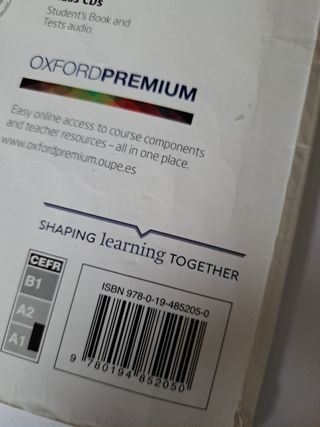 Class CDs
Student's Book and
Tests audio.
OXFORDPREMIUM
Easy online access to course components
and teacher resources – all in one place.
www.oxfordpremium.oupe.es
SHAPING learning TOGETHER
CEFR
B1
A2
A1
ISBN 978-0-19-485205-0
9 780194 852050